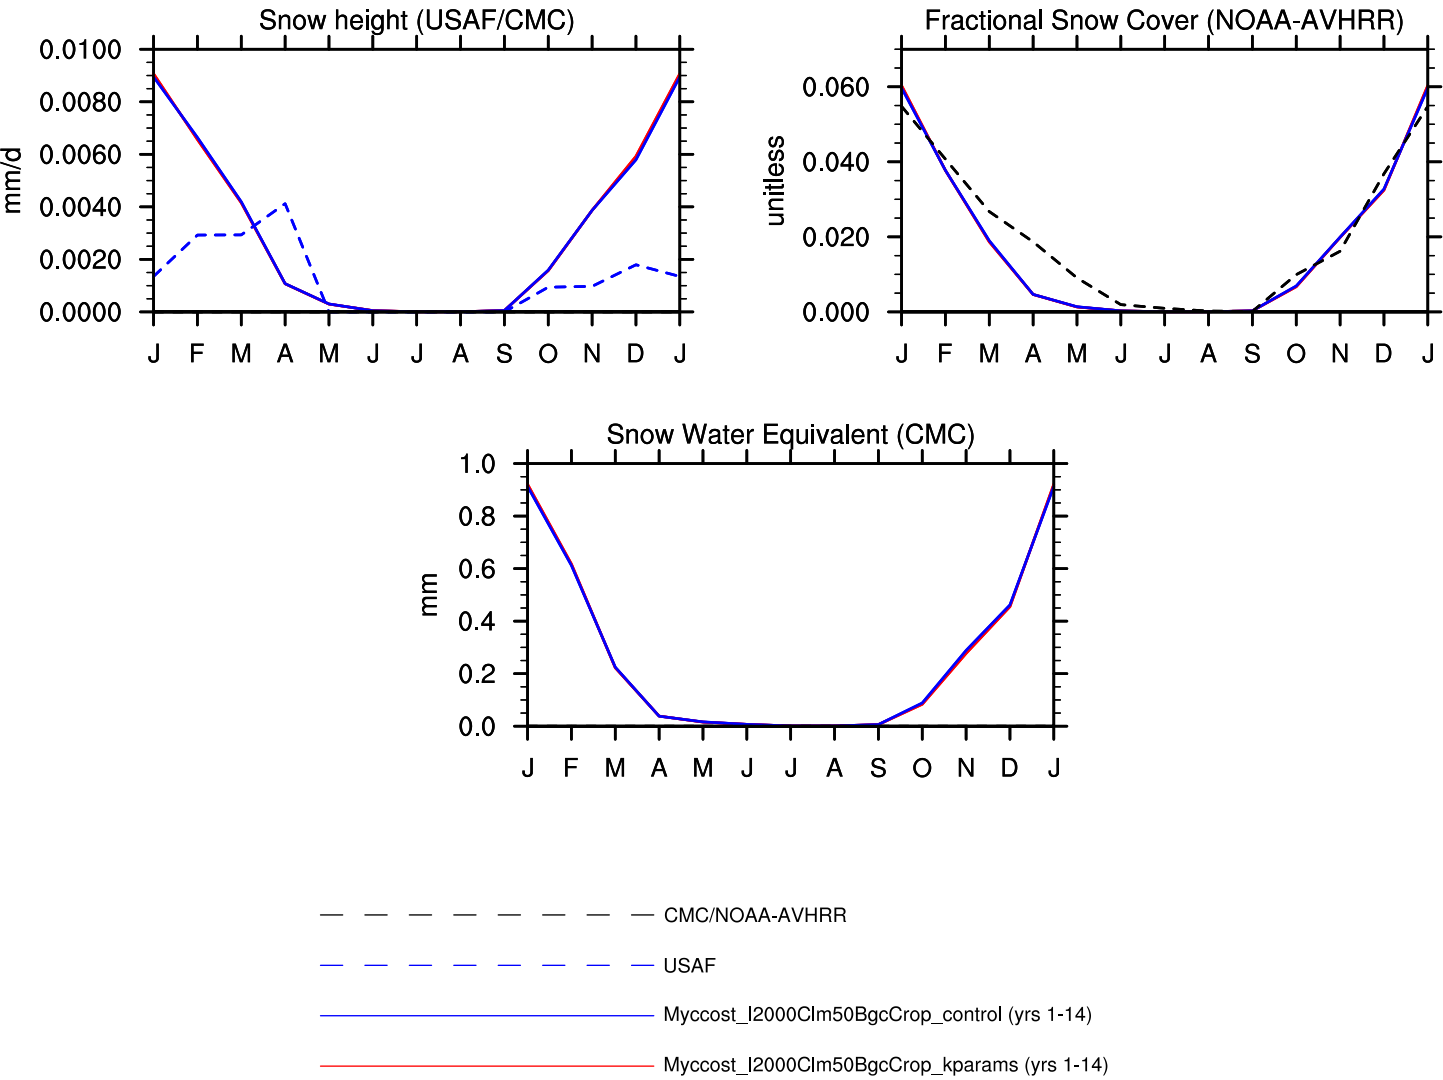 Snow height (USAF/CMC)
0.0100
0.0080
0.0060
0.0040
0.0020
0.0000
mm/d
J F M A M J J A S O N D J
Fractional Snow Cover (NOAA-AVHRR)
0.060
0.040
0.020
0.000
unitless
J F M A M J J A S O N D J
Snow Water Equivalent (CMC)
1.0
0.8
0.6
0.4
0.2
0.0
mm
J F M A M J J A S O N D J
CMC/NOAA-AVHRR
USAF
Myccost_I2000Clm50BgcCrop_control (yrs 1-14)
Myccost_I2000Clm50BgcCrop_kparams (yrs 1-14)